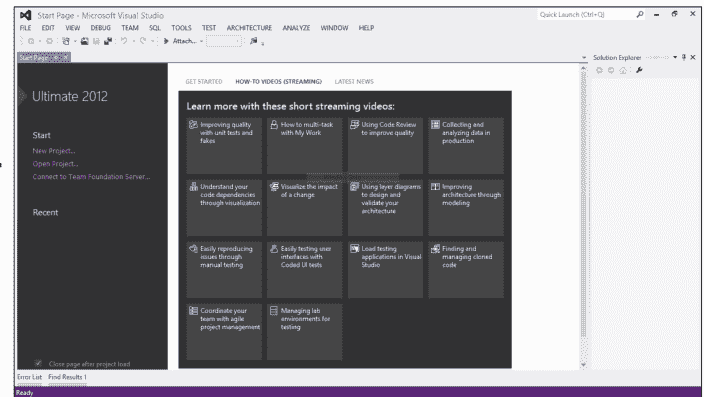 Start Page - Microsoft Visual Studio
Quick Launch (Ctrl+Q)
FILE EDIT VIEW DEBUG TEAM SQL TOOLS TEST ARCHITECTURE ANALYZE WINDOW HELP
Attach...
Start Page
Solution Explorer
GET STARTED HOW-TO VIDEOS (STREAMING) LATEST NEWS
Ultimate 2012
Start
New Project...
Open Project...
Connect to Team Foundation Server...
Recent
Learn more with these short streaming videos:
Improving quality
with unit tests and
fakes
How to multi-task
with My Work
Using Code Review
to improve quality
Collecting and
analyzing data in
production
Understand your
code dependencies
through visualization
Visualize the impact
of a change
Using layer diagrams
to design and
validate your
architecture
Improving
architecture through
modeling
Easily reproducing
issues through
manual testing
Easily testing user
interfaces with
Coded UI tests
Load testing
applications in Visual
Studio
Finding and
managing cloned
code
Coordinate your
team with agile
project management
Managing lab
environments for
testing
Close page after project load
Error List Find Results 1
Ready